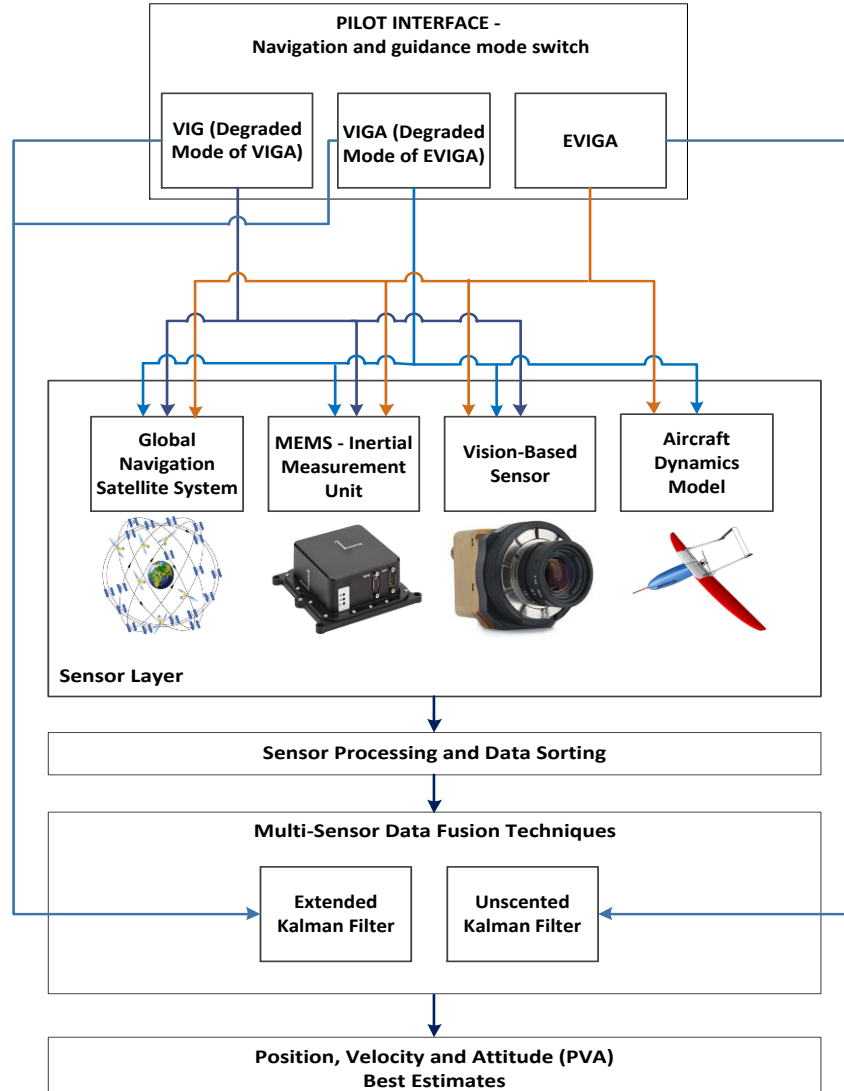 PILOT INTERFACE -
Navigation and guidance mode switch
VIG (Degraded
Mode of VIGA)
VIGA (Degraded
Mode of EVIGA)
EVIGA
Global
Navigation
Satellite System
MEMS - Inertial
Measurement
Unit
Vision-Based
Sensor
Aircraft
Dynamics
Model
Sensor Layer
Sensor Processing and Data Sorting
Multi-Sensor Data Fusion Techniques
Extended
Kalman Filter
Unscented
Kalman Filter
Position, Velocity and Attitude (PVA)
Best Estimates